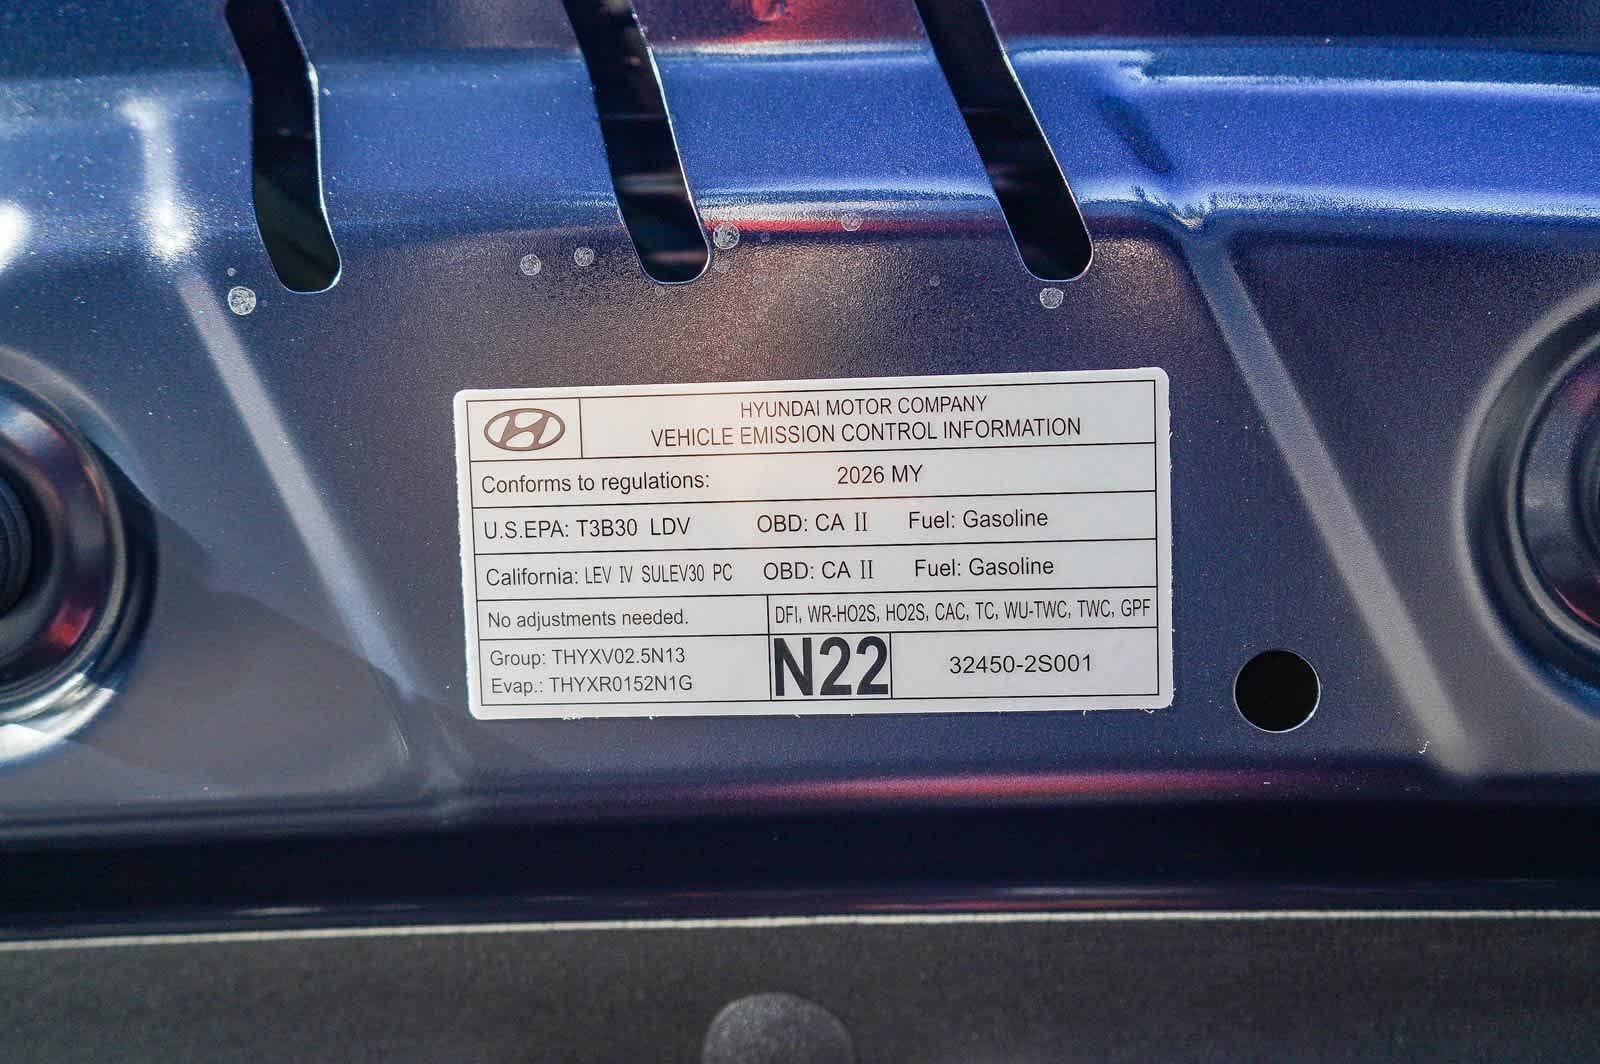 HYUNDAI MOTOR COMPANY
VEHICLE EMISSION CONTROL INFORMATION
Conforms to regulations: 2026 MY
U.S.EPA: T3B30 LDV OBD: CA II Fuel: Gasoline
California: LEV IV SULEV30 PC OBD: CA II Fuel: Gasoline
No adjustments needed. DFI, WR-HO2S, HO2S, CAC, TC, WU-TWC, TWC, GPF
Group: THYXV02.5N13
Evap.: THYXR0152N1G
N22
32450-2S001